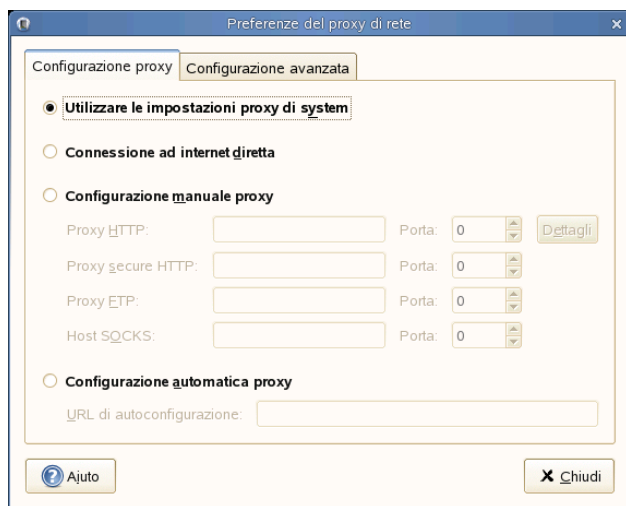 Preferenze del proxy di rete
Configurazione proxy Configurazione avanzata
Utilizzare le impostazioni proxy di system
Connessione ad internet diretta
Configurazione manuale proxy
Proxy HTTP: Porta: 0 Dettagli
Proxy secure HTTP: Porta: 0
Proxy FTP: Porta: 0
Host SOCKS: Porta: 0
Configurazione automatica proxy
URL di autoconfigurazione:
Aiuto Chiudi